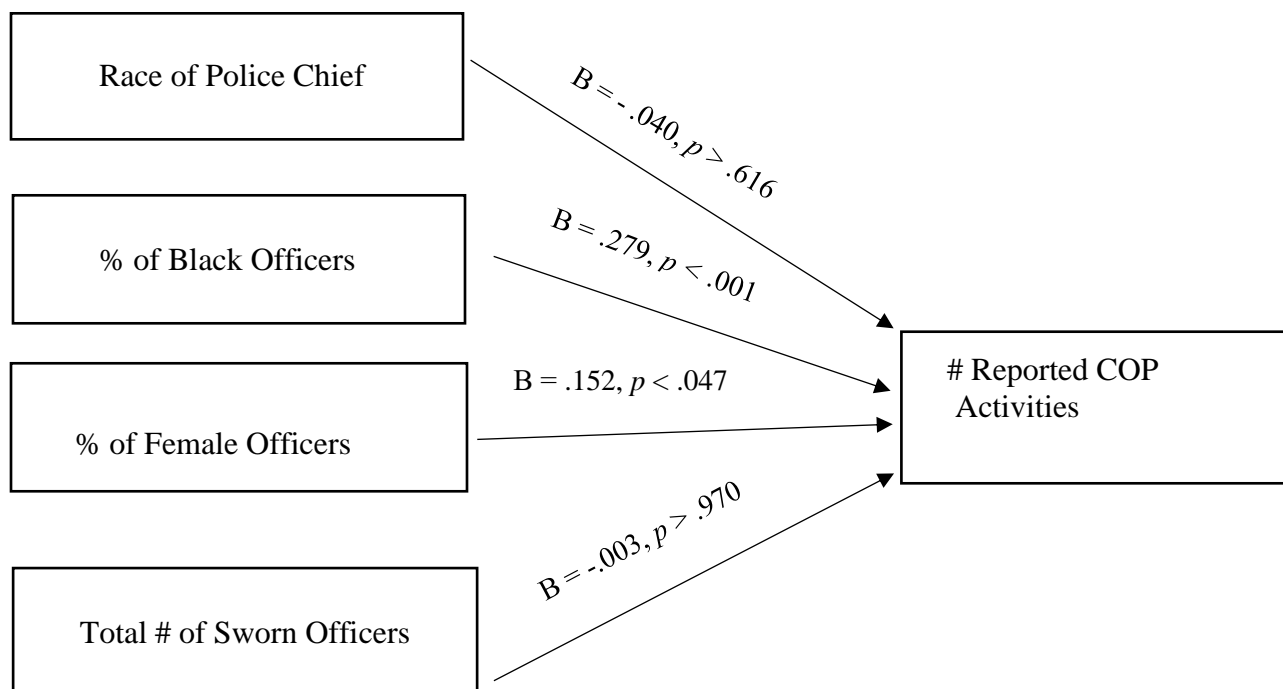 Race of Police Chief
B = - .040, p > .616
% of Black Officers
B = .279, p < .001
% of Female Officers
B = .152, p < .047
Total # of Sworn Officers
B = -.003, p > .970
# Reported COP
Activities